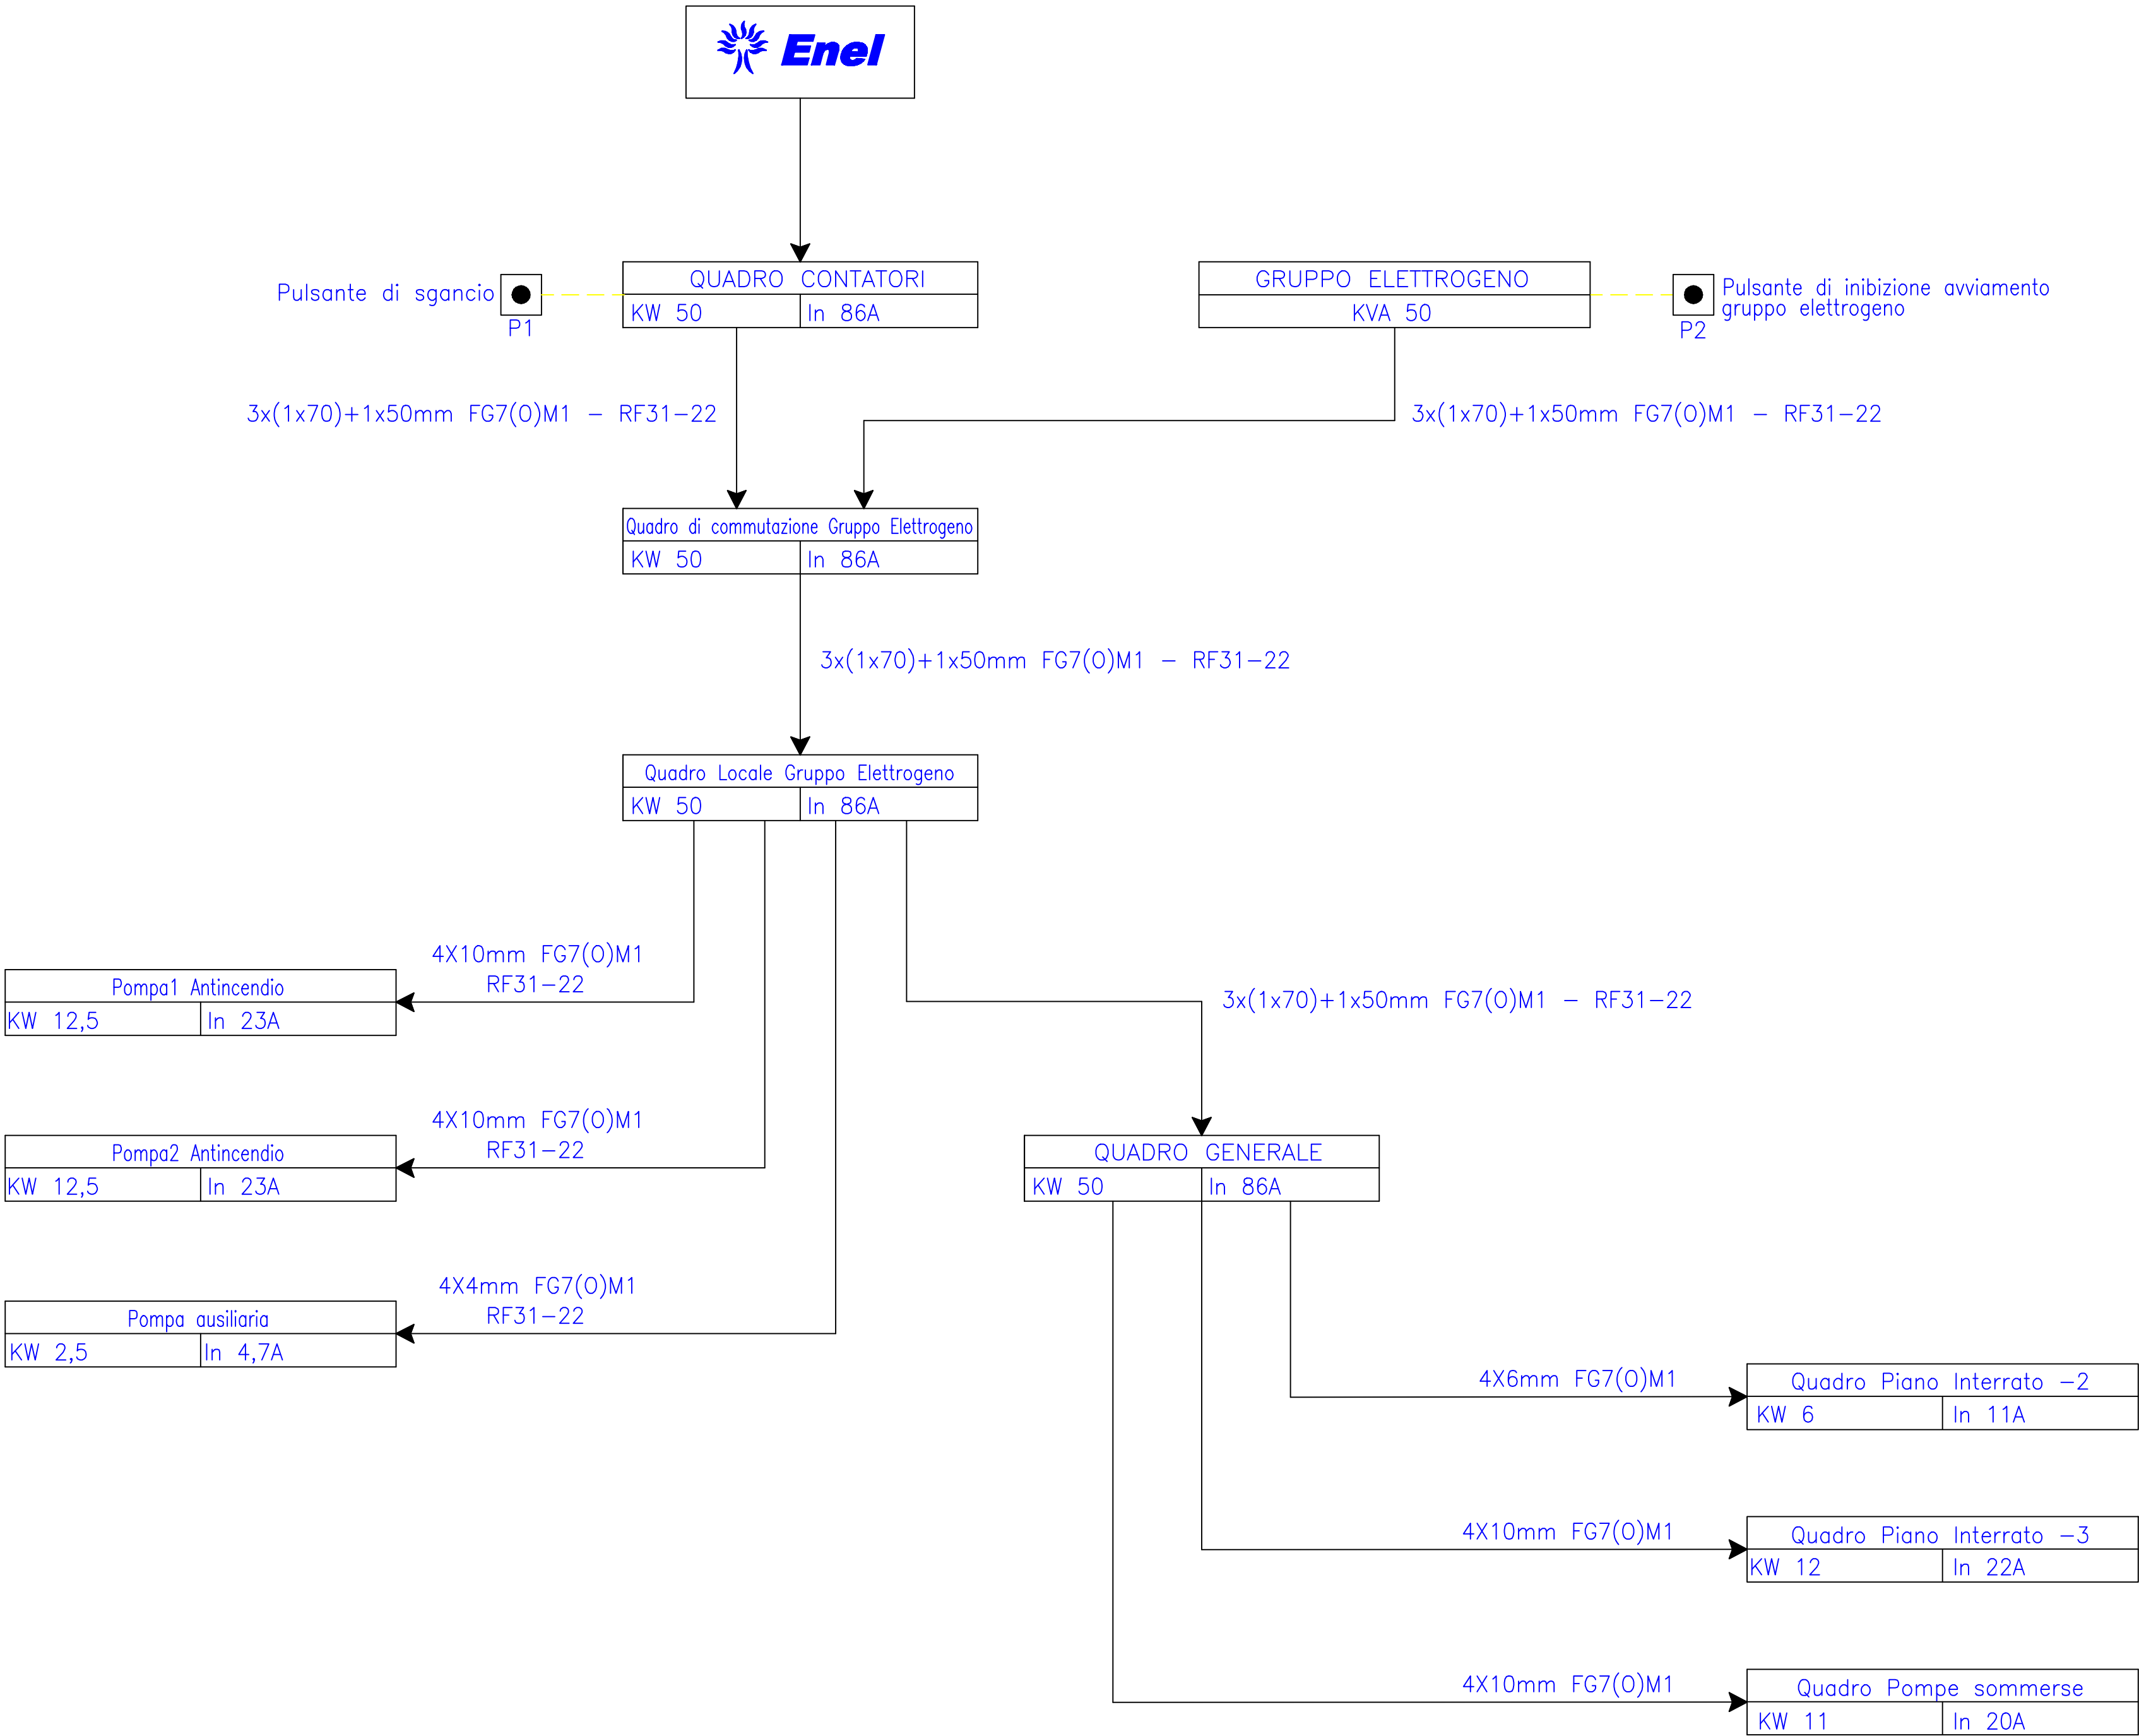 Enel
QUADRO CONTATORI
KW 50 In 86A
Pulsante di sgancio
P1
GRUPPO ELETTROGENO
KVA 50
Pulsante di inibizione avviamento
gruppo elettrogeno
P2
3x(1x70)+1x50mm FG7(O)M1 - RF31-22
3x(1x70)+1x50mm FG7(O)M1 - RF31-22
Quadro di commutazione Gruppo Elettrogeno
KW 50 In 86A
3x(1x70)+1x50mm FG7(O)M1 - RF31-22
Quadro Locale Gruppo Elettrogeno
KW 50 In 86A
4X10mm FG7(O)M1
RF31-22
Pompa1 Antincendio
KW 12,5 In 23A
3x(1x70)+1x50mm FG7(O)M1 - RF31-22
4X10mm FG7(O)M1
RF31-22
Pompa2 Antincendio
KW 12,5 In 23A
QUADRO GENERALE
KW 50 In 86A
4X4mm FG7(O)M1
RF31-22
Pompa ausiliaria
KW 2,5 In 4,7A
4X6mm FG7(O)M1
Quadro Piano Interrato -2
KW 6 In 11A
4X10mm FG7(O)M1
Quadro Piano Interrato -3
KW 12 In 22A
4X10mm FG7(O)M1
Quadro Pompe sommerse
KW 11 In 20A